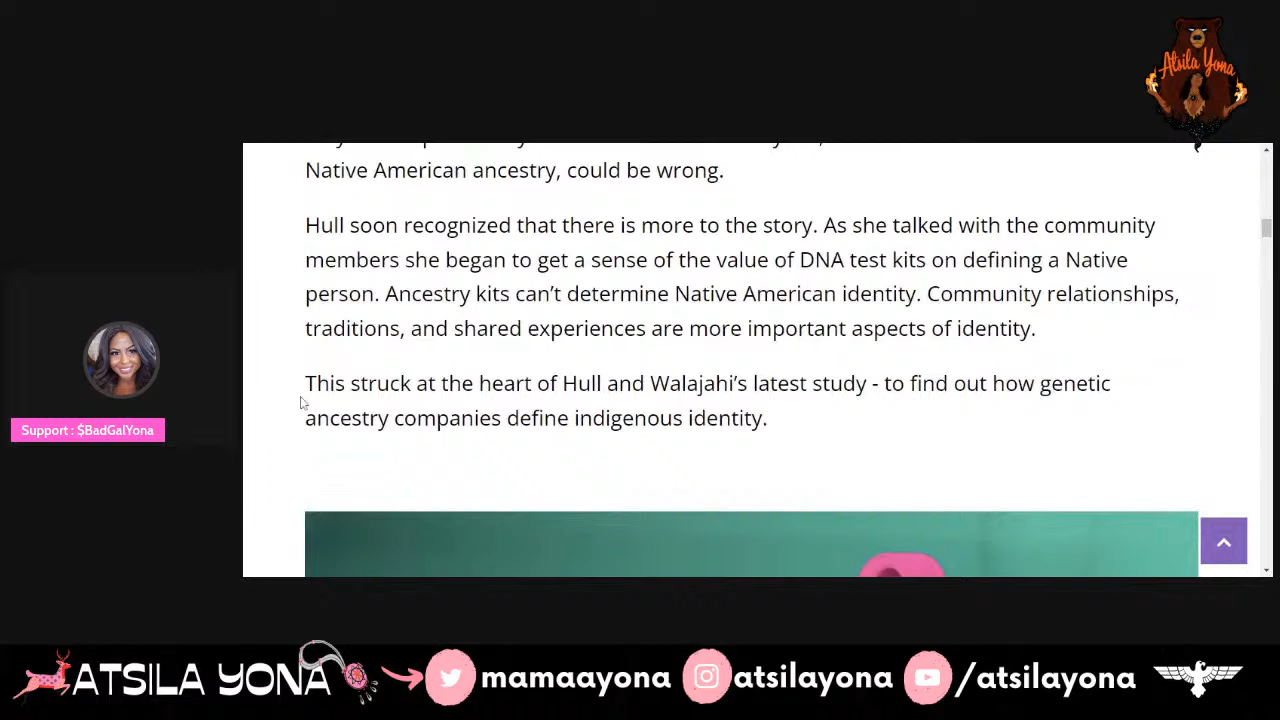 Atsila Yona
Native American ancestry, could be wrong.
Hull soon recognized that there is more to the story. As she talked with the community
members she began to get a sense of the value of DNA test kits on defining a Native
person. Ancestry kits can’t determine Native American identity. Community relationships,
traditions, and shared experiences are more important aspects of identity.
This struck at the heart of Hull and Walajahi’s latest study - to find out how genetic
ancestry companies define indigenous identity.
Support : $BadGalYona
ATSILA YONA mamaayona atsilayona /atsilayona